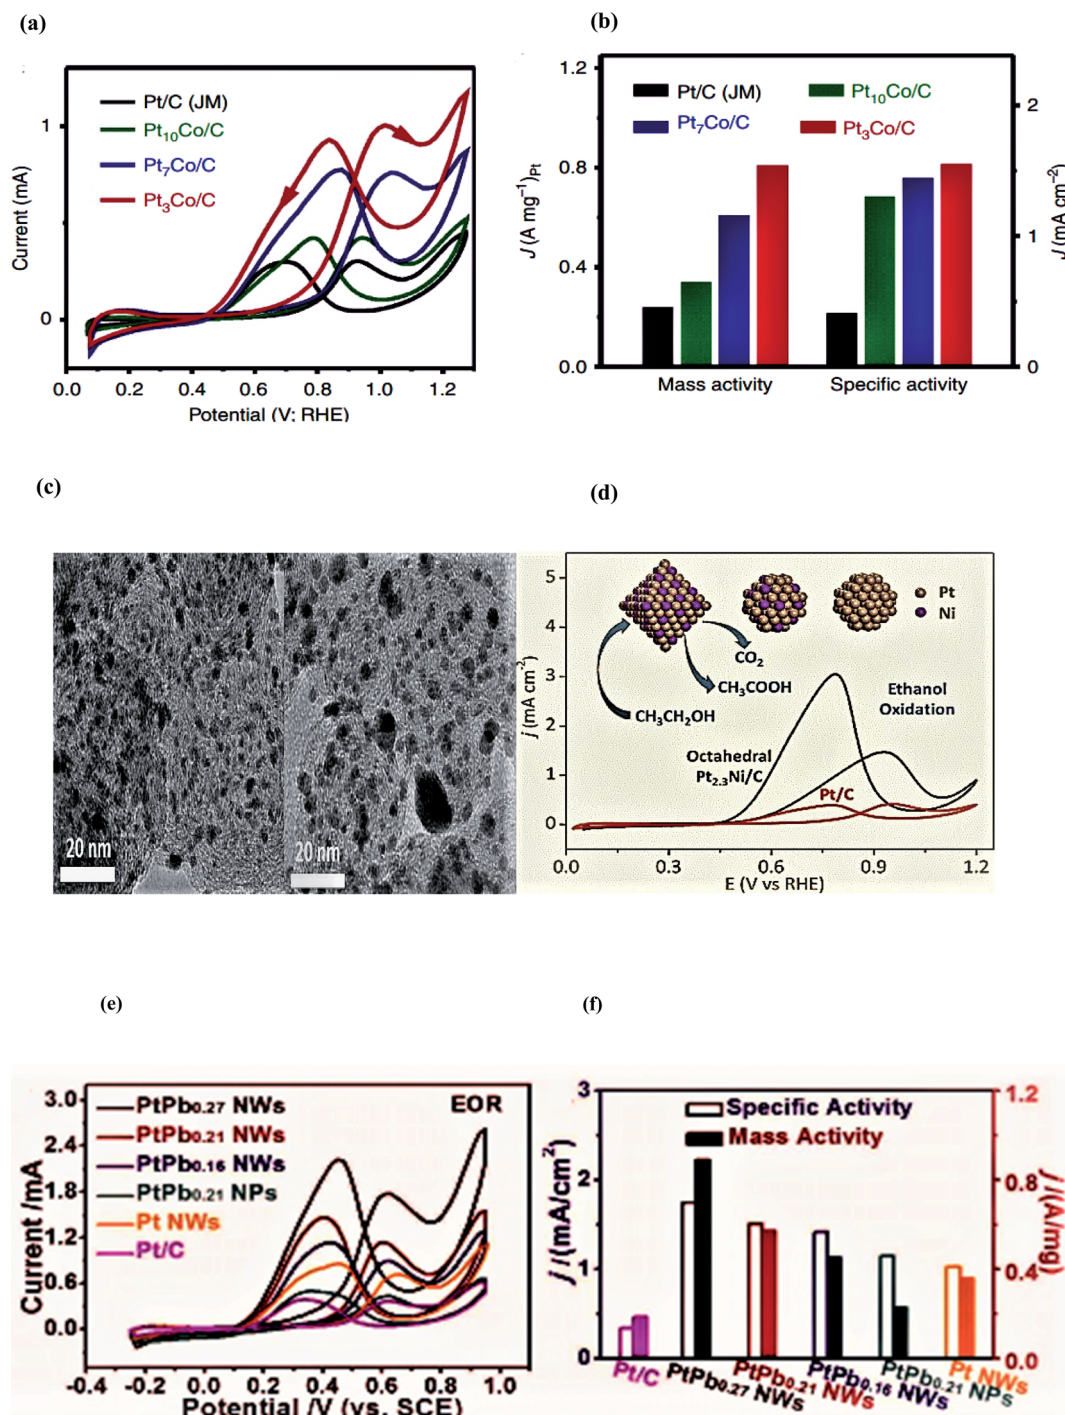 (a)
(b)
Pt/C (JM)
Pt10Co/C
Pt7Co/C
Pt3Co/C
1
0
Current (mA)
0.0 0.2 0.4 0.6 0.8 1.0 1.2
Potential (V; RHE)
1.2
0.8
0.4
0.0
J (A mg−1)Pt
Pt/C (JM)
Pt10Co/C
Pt7Co/C
Pt3Co/C
2
1
0
J (mA cm−2)
Mass activity
Specific activity
(c)
(d)
20 nm
20 nm
5
4
3
2
1
0
j (mA cm-2)
Pt
Ni
CO2
CH3COOH
CH3CH2OH
Ethanol
Oxidation
Octahedral
Pt2.3Ni/C
Pt/C
0.0 0.3 0.6 0.9 1.2
E (V vs RHE)
(e)
(f)
3.0
2.4
1.8
1.2
0.6
0.0
Current /mA
PtPb0.27 NWs
PtPb0.21 NWs
PtPb0.16 NWs
PtPb0.21 NPs
Pt NWs
Pt/C
EOR
-0.4 -0.2 0.0 0.2 0.4 0.6 0.8 1.0
Potential /V (vs. SCE)
3
2
1
0
j /(mA/cm2)
Specific Activity
Mass Activity
1.2
0.8
0.4
0.0
j /(A/mg)
Pt/C
PtPb0.27 NWs
PtPb0.21 NWs
PtPb0.16 NWs
PtPb0.21 NPs
Pt NWs